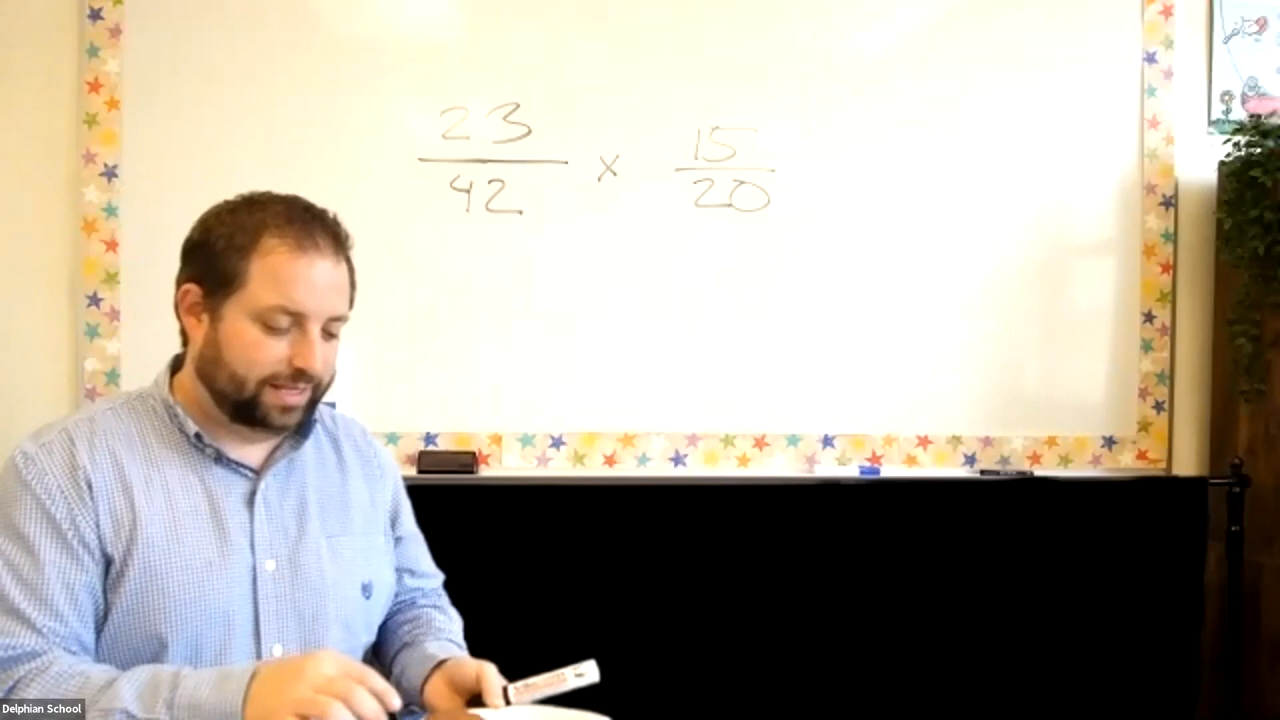 23 15
— × —
42 20
Delphian School